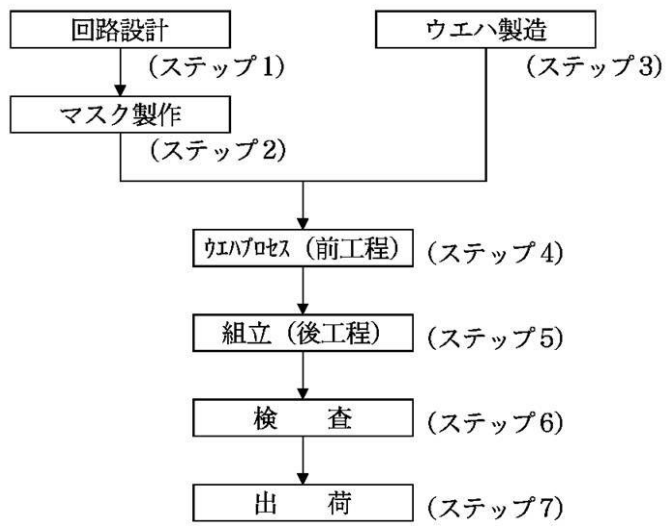 回路設計
(ステップ1)
マスク製作
(ステップ2)
ウエハ製造
(ステップ3)
ｳｴﾊﾌﾟﾛｾｽ(前工程)
(ステップ4)
組立(後工程)
(ステップ5)
検　査
(ステップ6)
出　荷
(ステップ7)